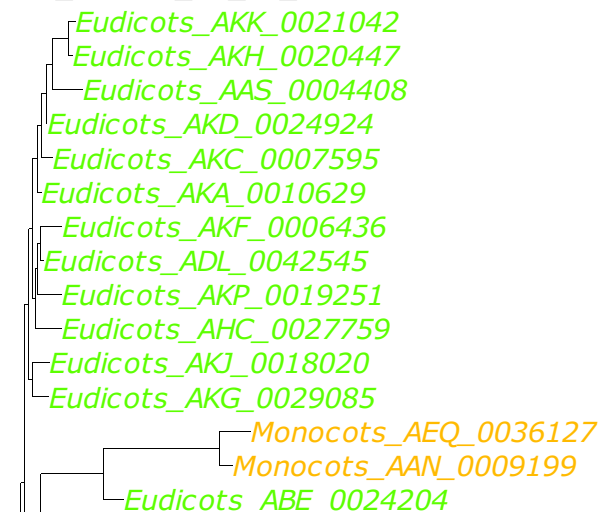 Eudicots_AKK_0021042
Eudicots_AKH_0020447
Eudicots_AAS_0004408
Eudicots_AKD_0024924
Eudicots_AKC_0007595
Eudicots_AKA_0010629
Eudicots_AKF_0006436
Eudicots_ADL_0042545
Eudicots_AKP_0019251
Eudicots_AHC_0027759
Eudicots_AKJ_0018020
Eudicots_AKG_0029085
Monocots_AEQ_0036127
Monocots_AAN_0009199
Eudicots_ABE_0024204